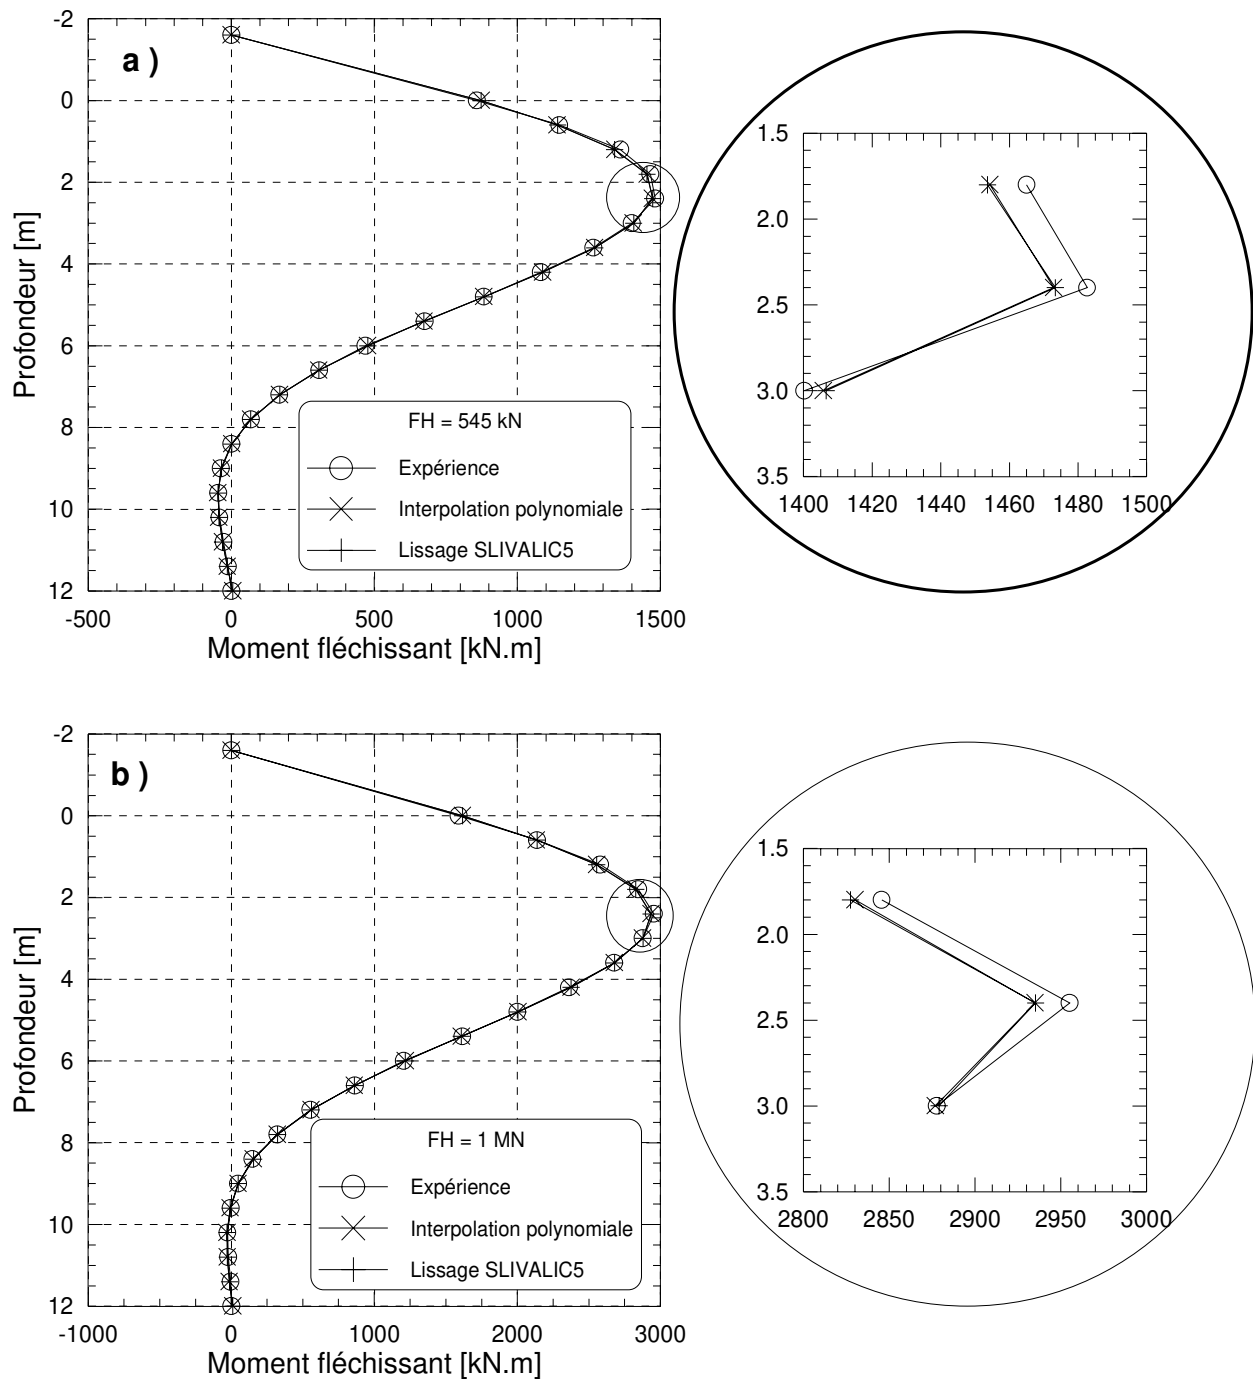 a )
-2
0
2
4
6
8
10
12
Profondeur [m]
-500 0 500 1000 1500
Moment fléchissant [kN.m]
FH = 545 kN
Expérience
Interpolation polynomiale
Lissage SLIVALIC5
1.5
2.0
2.5
3.0
3.5
1400 1420 1440 1460 1480 1500
b )
-2
0
2
4
6
8
10
12
Profondeur [m]
-1000 0 1000 2000 3000
Moment fléchissant [kN.m]
FH = 1 MN
Expérience
Interpolation polynomiale
Lissage SLIVALIC5
1.5
2.0
2.5
3.0
3.5
2800 2850 2900 2950 3000